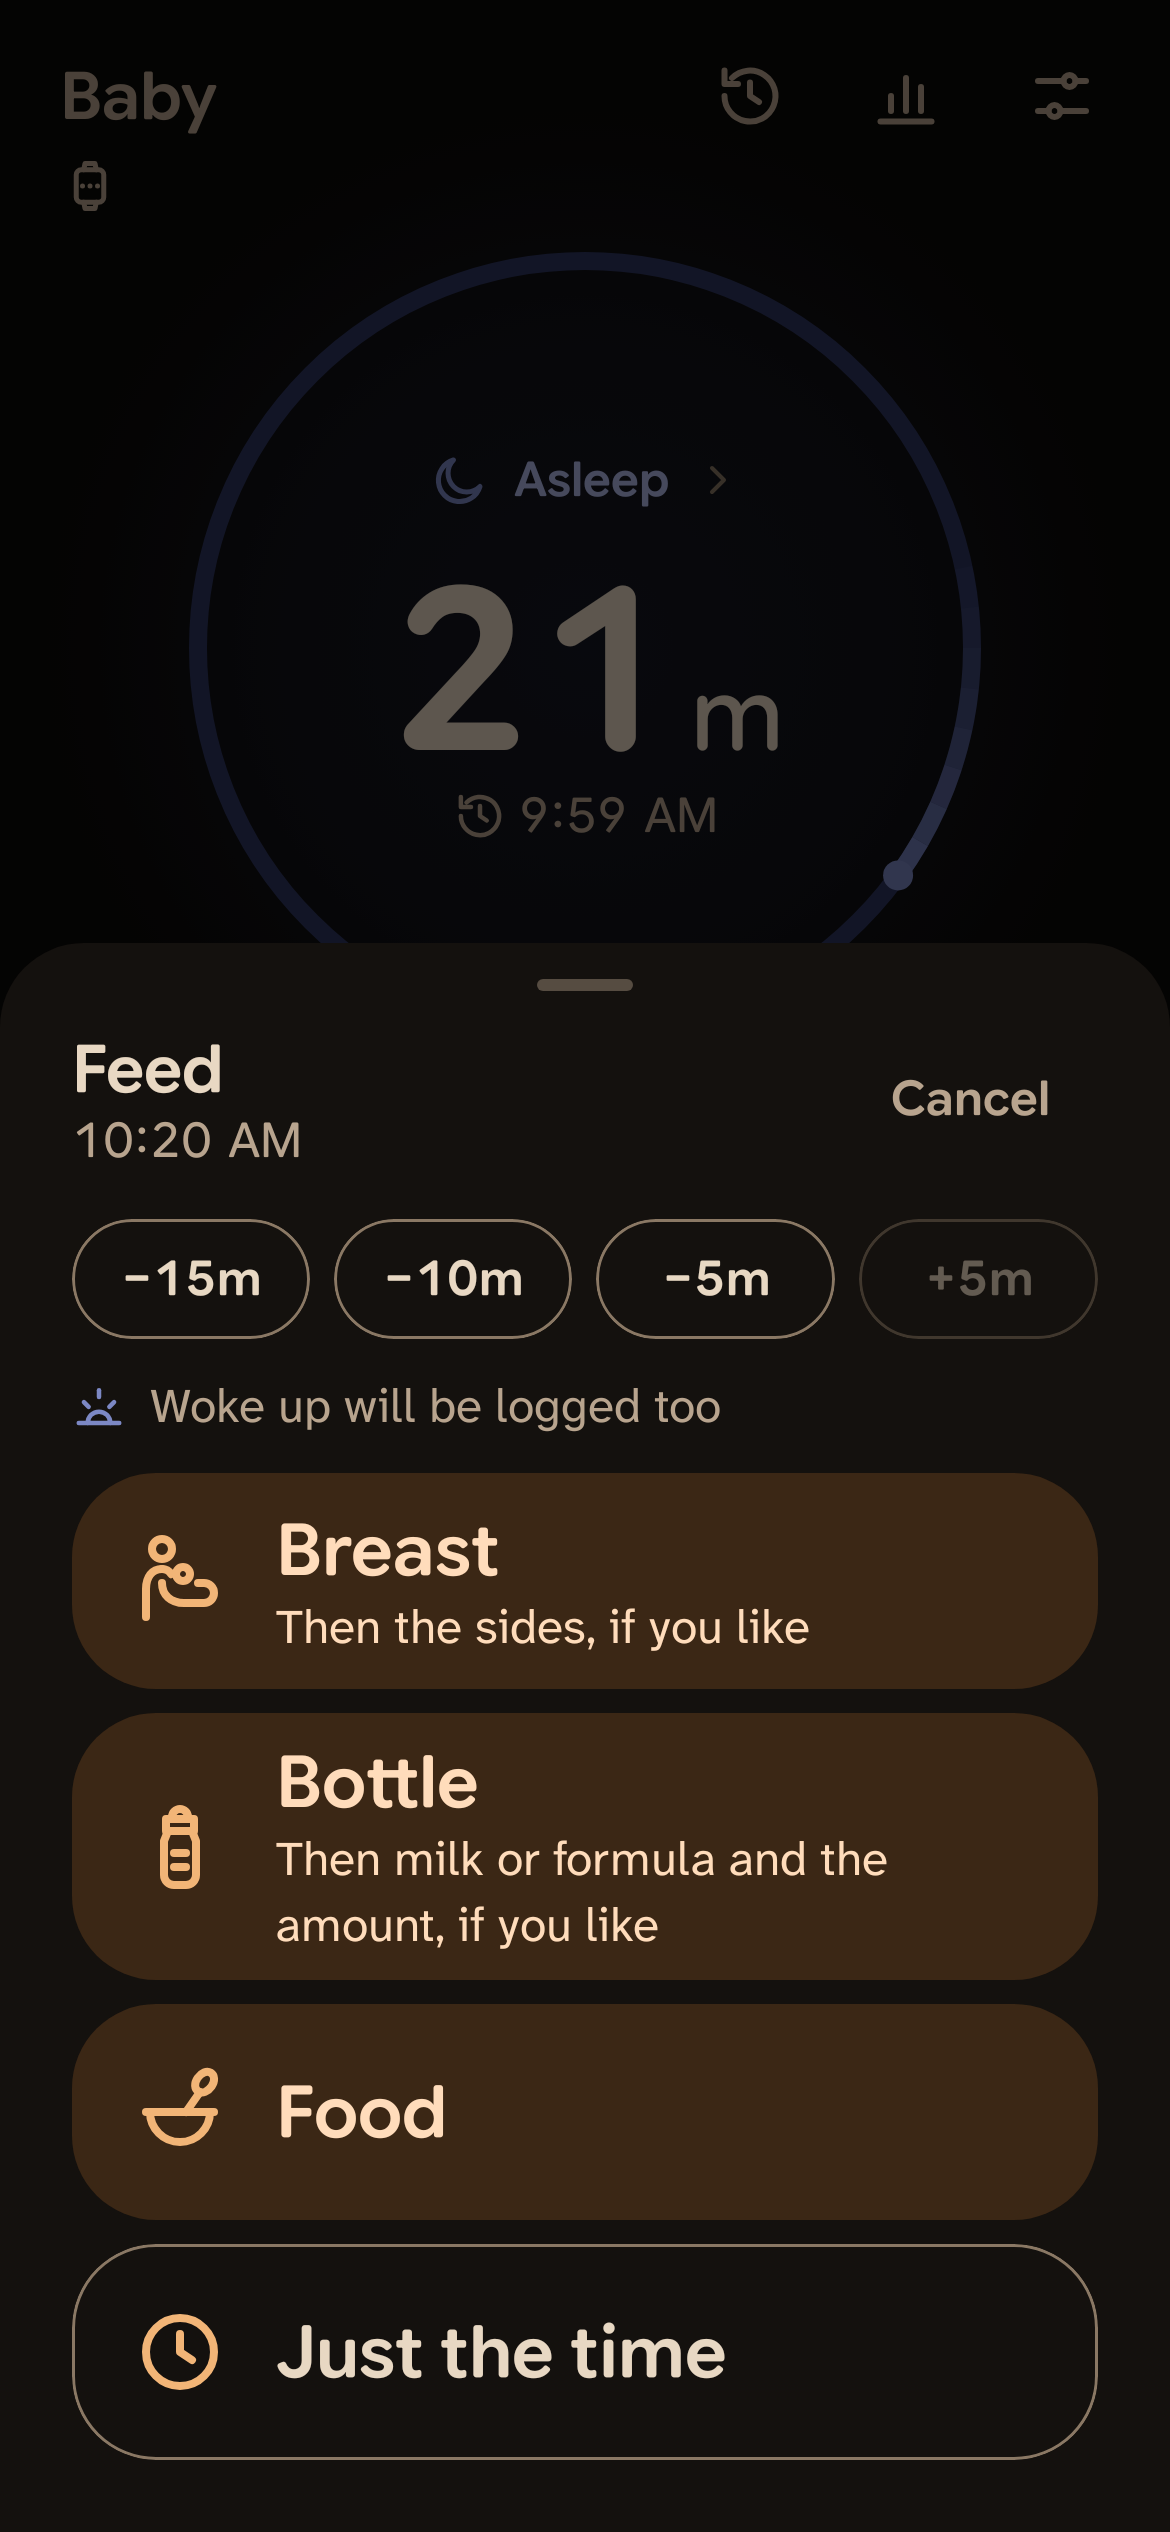 Baby
Asleep
21 m
9:59 AM
Feed
10:20 AM
Cancel
−15m
−10m
−5m
+5m
Woke up will be logged too
Breast
Then the sides, if you like
Bottle
Then milk or formula and the
amount, if you like
Food
Just the time